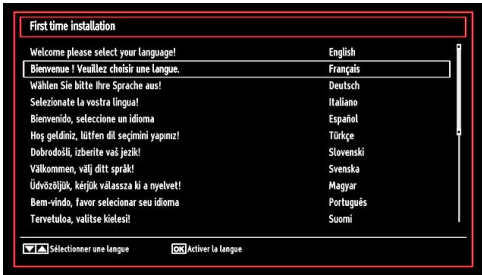 First time installation
Welcome please select your language! English
Bienvenue ! Veuillez choisir une langue. Français
Wählen Sie bitte Ihre Sprache aus! Deutsch
Selezionate la vostra lingua! Italiano
Bienvenido, seleccione un idioma Español
Hoş geldiniz, lütfen dil seçimini yapınız! Türkçe
Dobrodošli, izberite vaš jezik! Slovenski
Välkommen, välj ditt språk! Svenska
Üdvözöljük, kérjük válassza ki a nyelvet! Magyar
Bem-vindo, favor selecionar seu idioma Português
Tervetuloa, valitse kielesi! Suomi
Sélectionner une langue OK Activer la langue